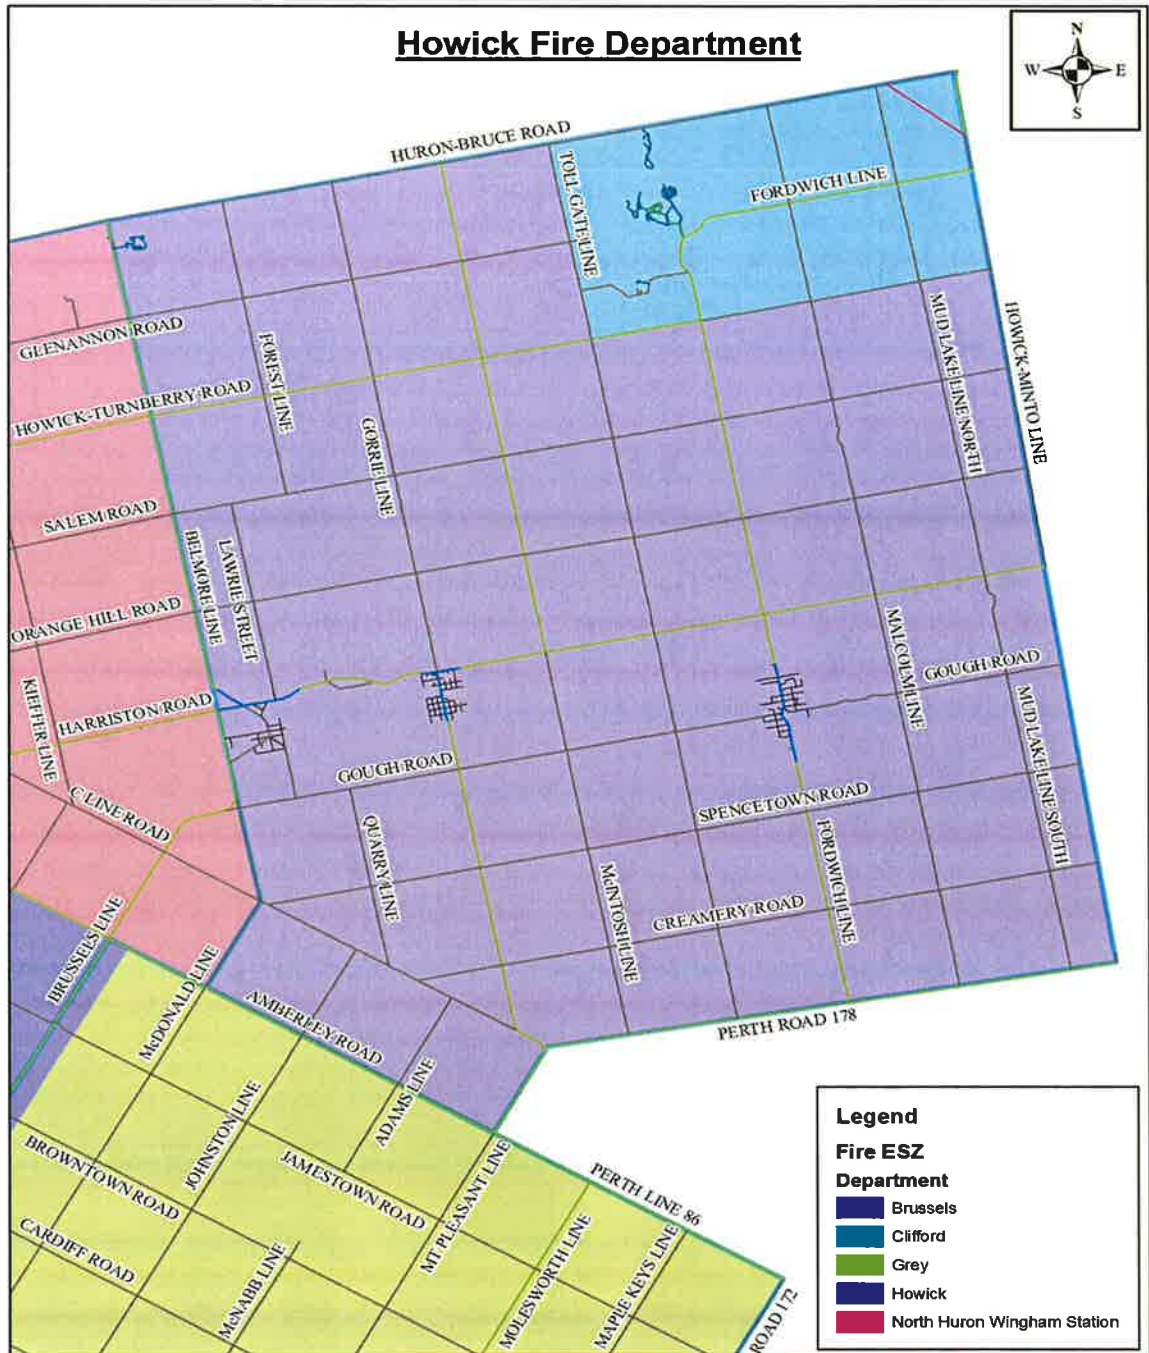 Howick Fire Department
N
W E
S
HURON-BRUCE ROAD
TOLL GATE LINE
FORDWICH LINE
GLENANNON ROAD
FOREST LINE
MUD LAKE LINE NORTH
HOWICK-MINTO LINE
HOWICK-TURNBERRY ROAD
GORRIE LINE
SALEM ROAD
BELMORE LINE
LAWRIE STREET
ORANGE HILL ROAD
KIEFFER LINE
HARRISTON ROAD
MALCOLM LINE
GOUGH ROAD
MUD LAKE LINE SOUTH
GOUGH ROAD
C LINE ROAD
QUARRY LINE
SPENCETOWN ROAD
FORDWICH LINE
McINTOSH LINE
CREAMERY ROAD
BRUSSELS LINE
McDONALD LINE
AMBERLEY ROAD
PERTH ROAD 178
ADAMS LINE
JOHNSTON LINE
BROWNTOWN ROAD
JAMESTOWN ROAD
MT PLEASANT LINE
PERTH LINE 86
CARDIFF ROAD
McNABB LINE
MOLESWORTH LINE
MAPLE KEYS LINE
ROAD 172
Legend
Fire ESZ
Department
Brussels
Clifford
Grey
Howick
North Huron Wingham Station